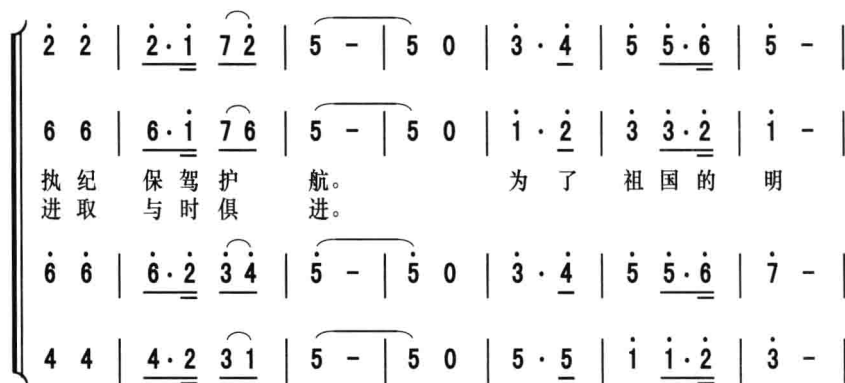 2̇ 2̇ | 2̇ · 1̇ 7 2̇ | 5 - | 5 0 | 3̇ · 4̇ | 5̇ 5̇ · 6̇ | 5̇ - |
6 6 | 6 · 1̇ 7 6 | 5 - | 5 0 | 1̇ · 2̇ | 3̇ 3̇ · 2̇ | 1̇ - |
执 纪 保 驾 护 航。 为 了 祖 国 的 明
进 取 与 时 俱 进。
6̇ 6̇ | 6̇ · 2̇ 3̇ 4̇ | 5̇ - | 5̇ 0 | 3̇ · 4̇ | 5̇ 5̇ · 6̇ | 7̇ - |
4 4 | 4 · 2 3 1 | 5 - | 5 0 | 5 · 5 | 1̇ 1̇ · 2̇ | 3̇ - |